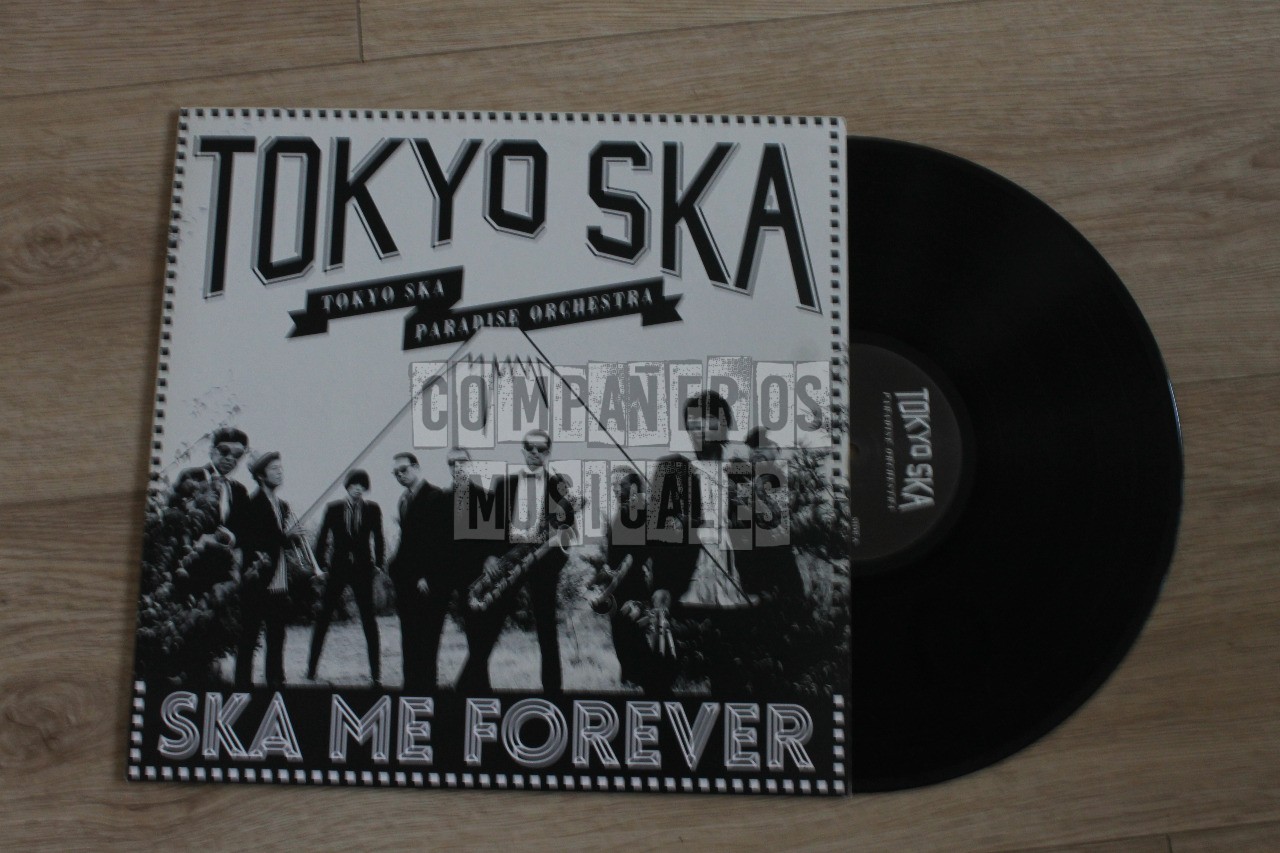 TOKYO SKA
TOKYO SKA
PARADISE ORCHESTRA
COMPAÑEROS
MUSICALES
SKA ME FOREVER
TOKYO SKA
PARADISE ORCHESTRA